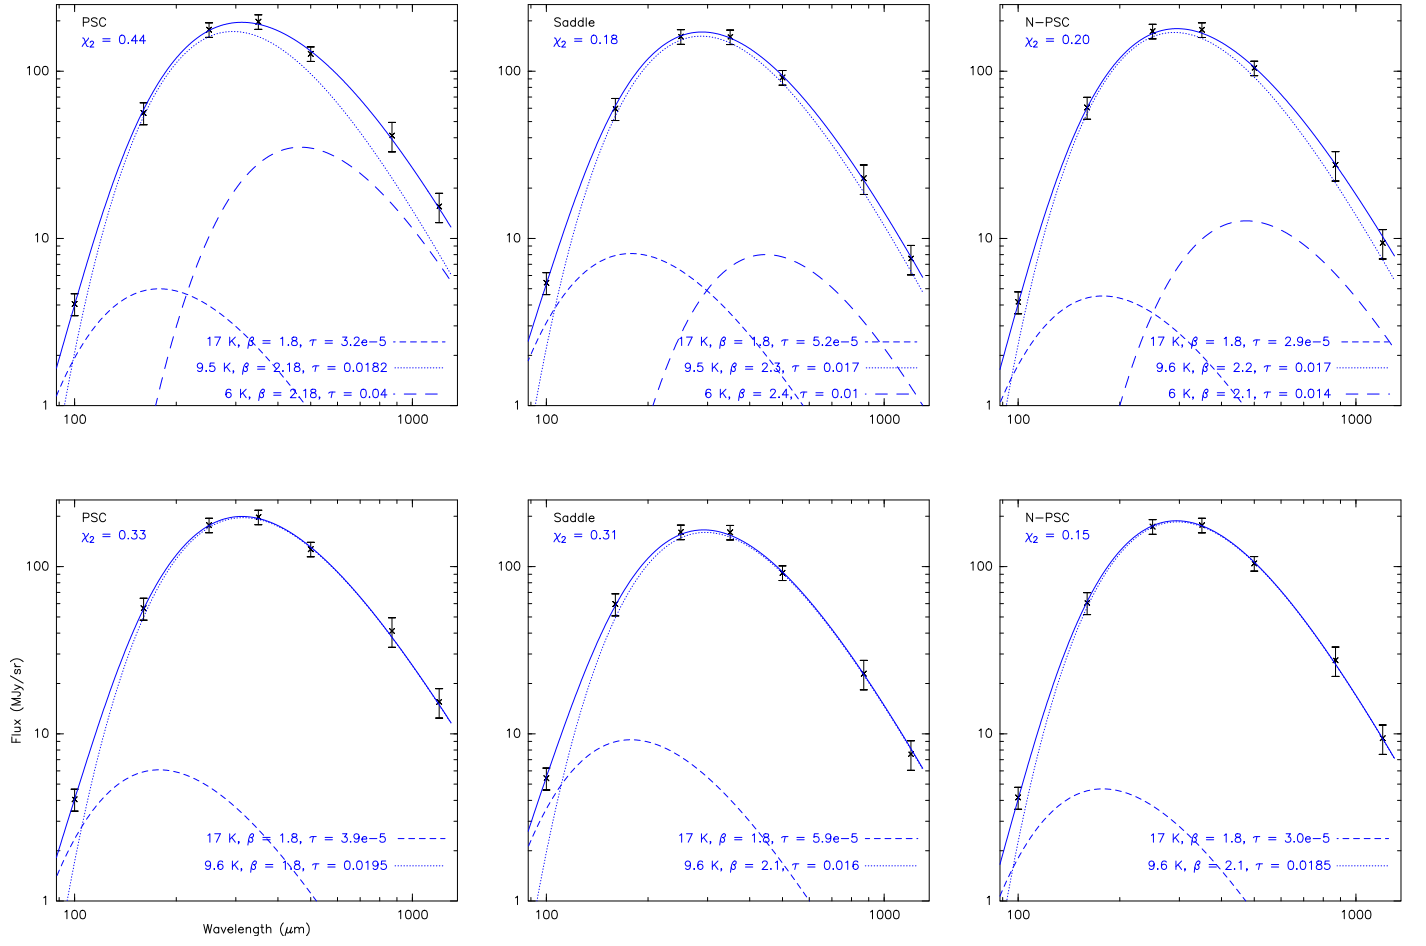 PSC
χ2 = 0.44
100
10
1
17 K, β = 1.8, τ = 3.2e-5
9.5 K, β = 2.18, τ = 0.0182
6 K, β = 2.18, τ = 0.04
100 1000
Saddle
χ2 = 0.18
100
10
1
17 K, β = 1.8, τ = 5.2e-5
9.5 K, β = 2.3, τ = 0.017
6 K, β = 2.4, τ = 0.01
100 1000
N-PSC
χ2 = 0.20
100
10
1
17 K, β = 1.8, τ = 2.9e-5
9.6 K, β = 2.2, τ = 0.017
6 K, β = 2.1, τ = 0.014
100 1000
PSC
χ2 = 0.33
100
10
1
Flux (MJy/sr)
17 K, β = 1.8, τ = 3.9e-5
9.6 K, β = 1.8, τ = 0.0195
100 1000
Wavelength (μm)
Saddle
χ2 = 0.31
100
10
1
17 K, β = 1.8, τ = 5.9e-5
9.6 K, β = 2.1, τ = 0.016
100 1000
N-PSC
χ2 = 0.15
100
10
1
17 K, β = 1.8, τ = 3.0e-5
9.6 K, β = 2.1, τ = 0.0185
100 1000